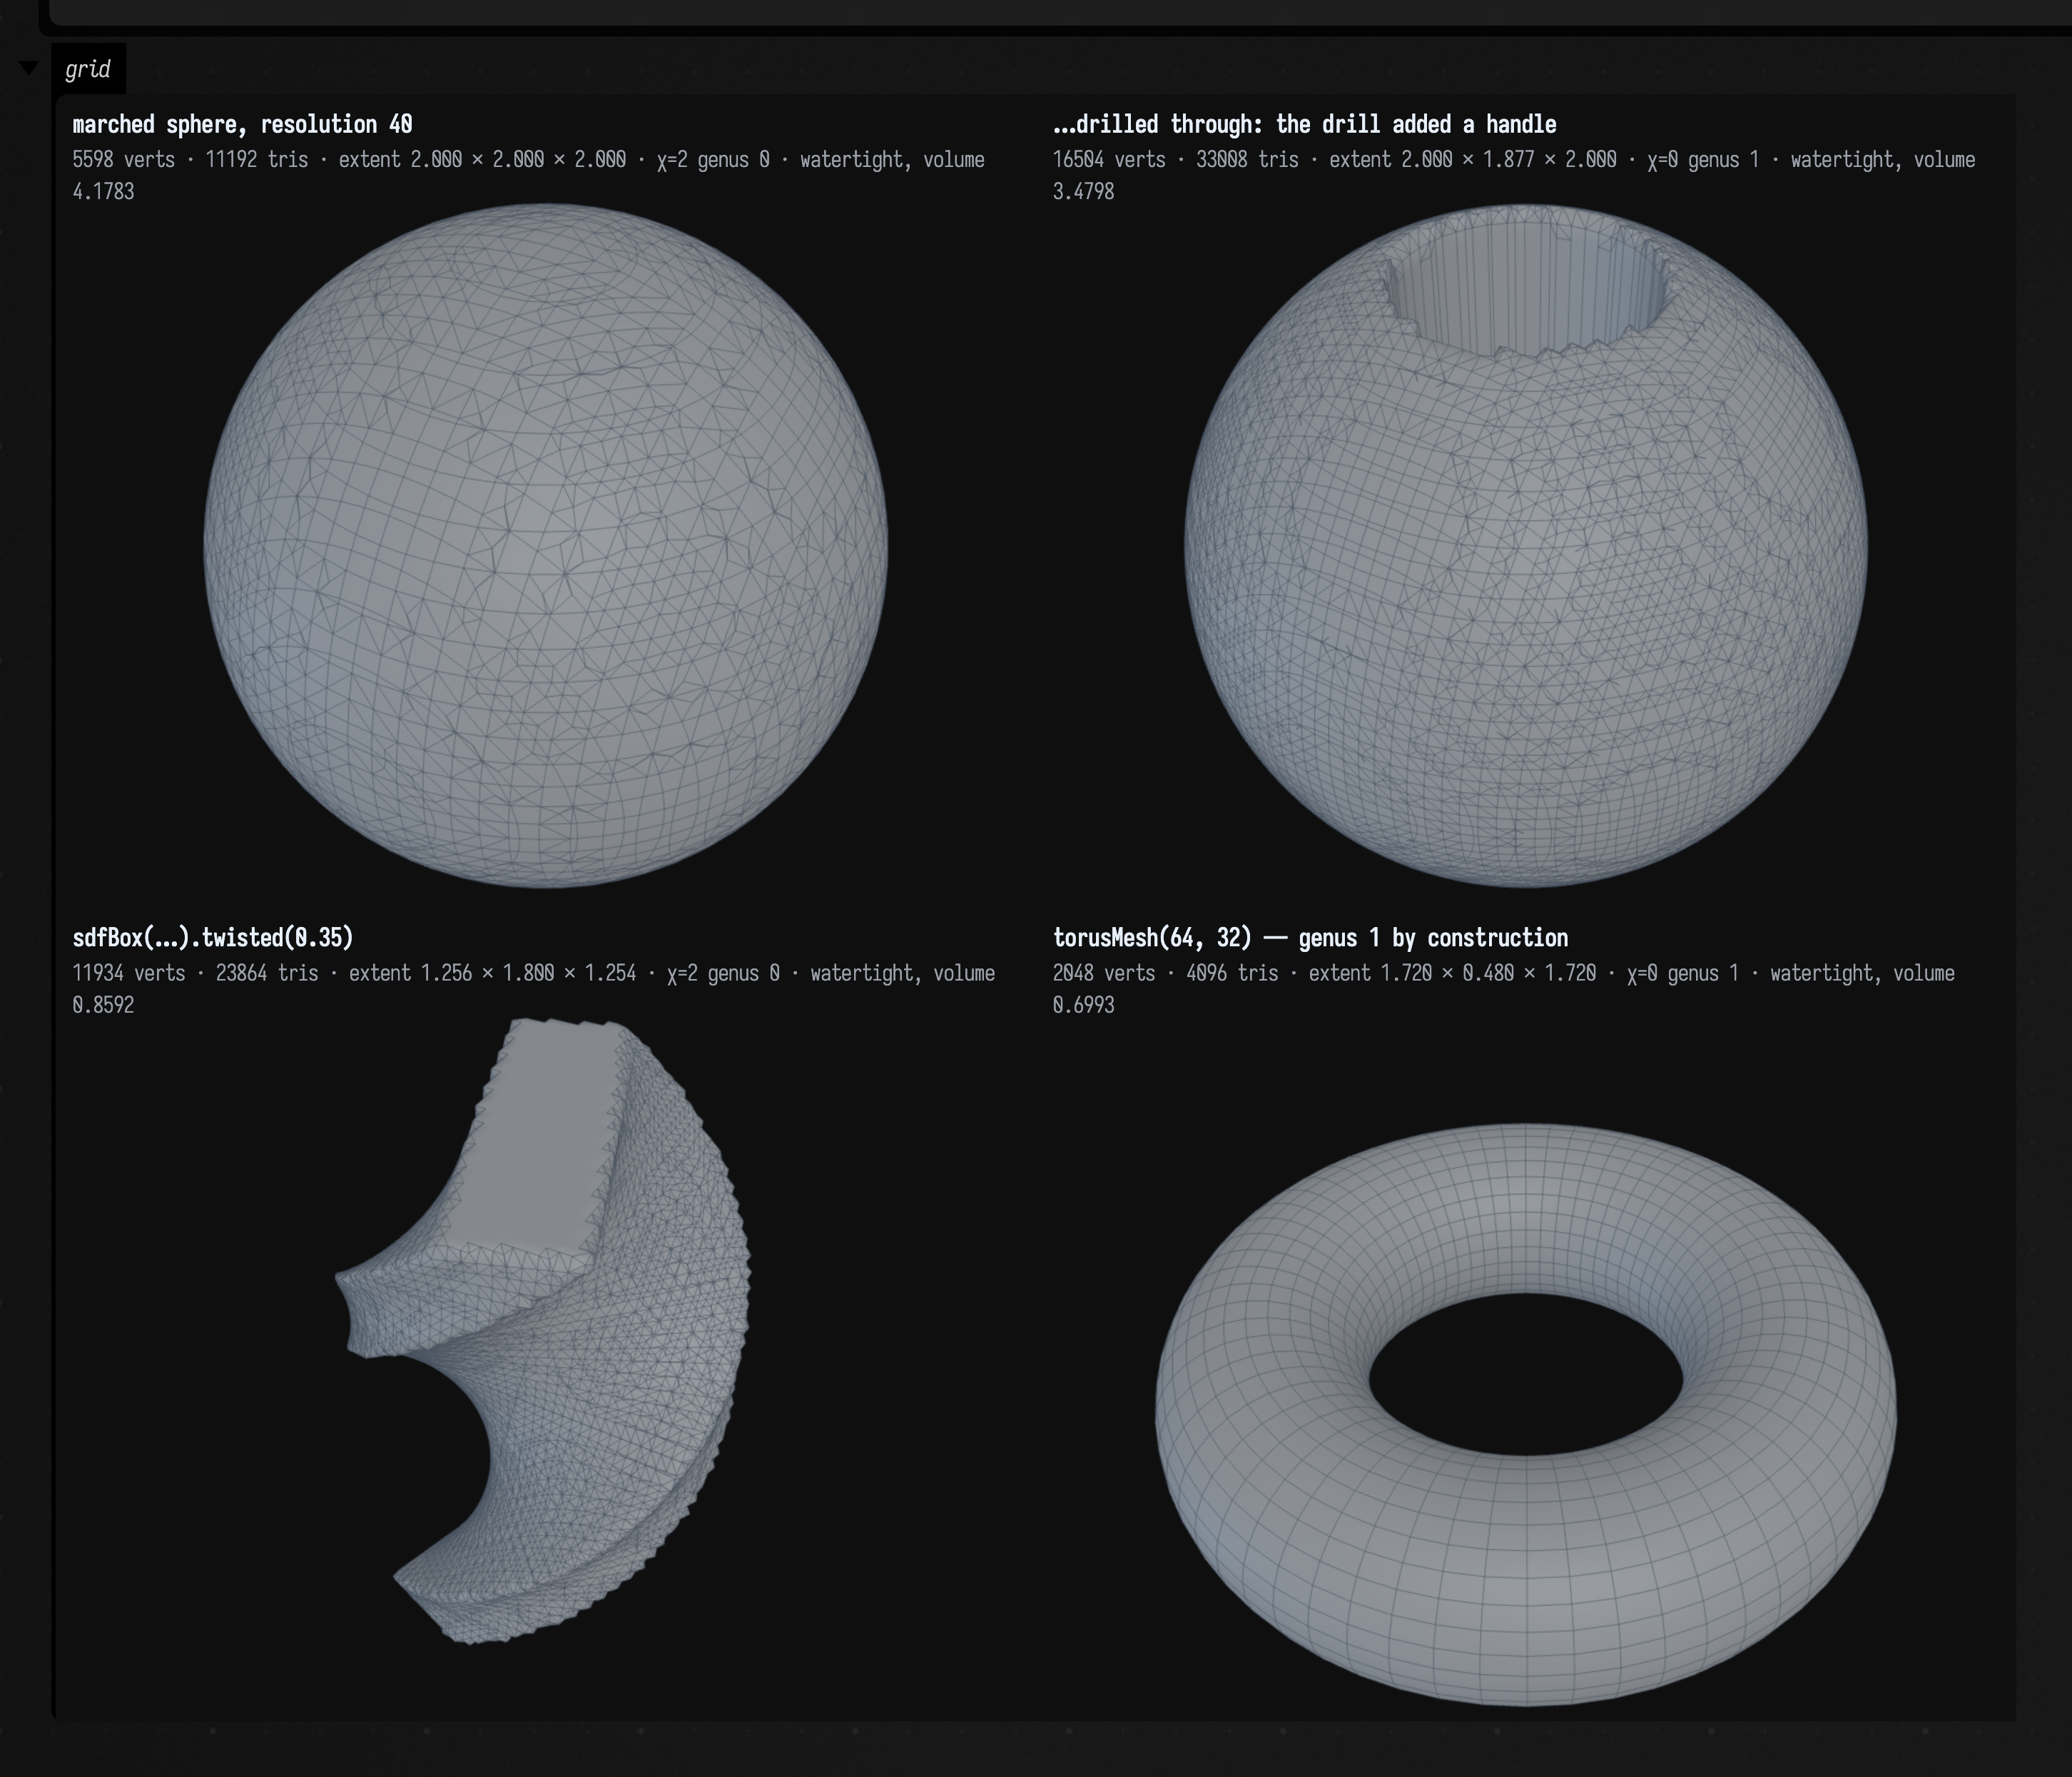 grid
marched sphere, resolution 40
5598 verts · 11192 tris · extent 2.000 × 2.000 × 2.000 · χ=2 genus 0 · watertight, volume
4.1783
…drilled through: the drill added a handle
16504 verts · 33008 tris · extent 2.000 × 1.877 × 2.000 · χ=0 genus 1 · watertight, volume
3.4798
sdfBox(…).twisted(0.35)
11934 verts · 23864 tris · extent 1.256 × 1.800 × 1.254 · χ=2 genus 0 · watertight, volume
0.8592
torusMesh(64, 32) — genus 1 by construction
2048 verts · 4096 tris · extent 1.720 × 0.480 × 1.720 · χ=0 genus 1 · watertight, volume
0.6993